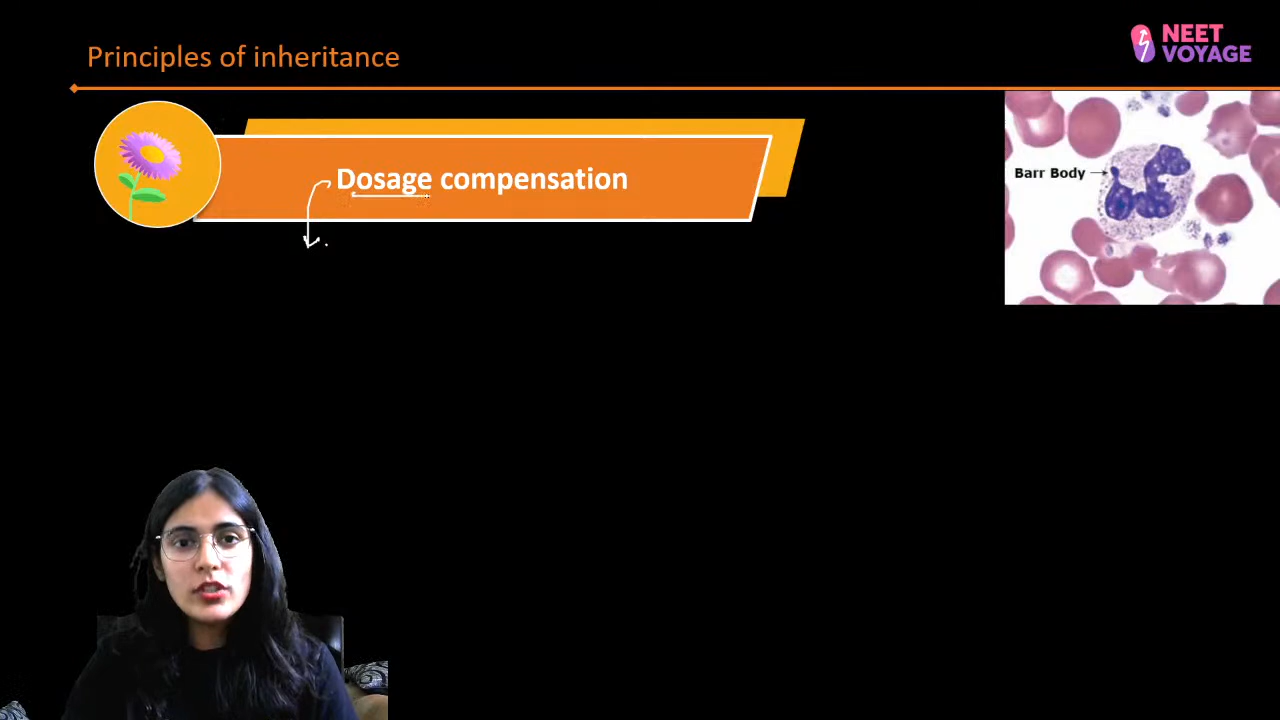 Principles of inheritance
NEET
VOYAGE
Dosage compensation
Barr Body